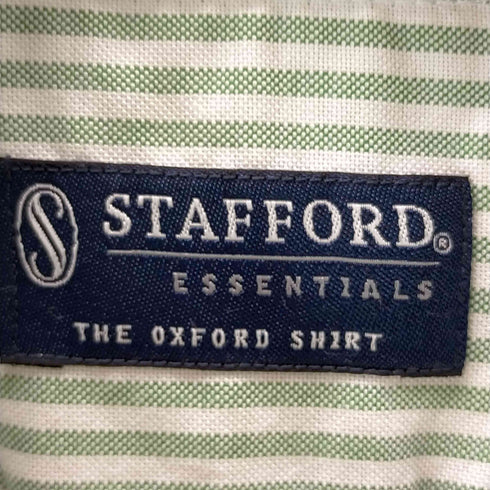 S STAFFORD®
ESSENTIALS
THE OXFORD SHIRT